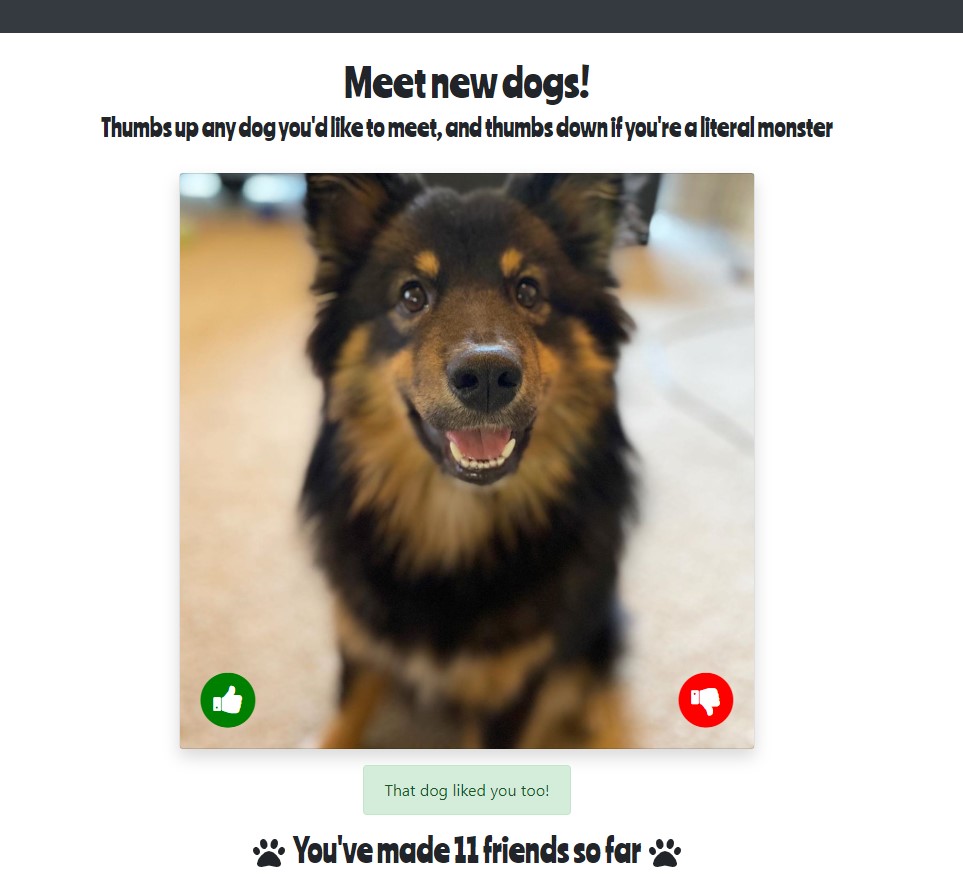 Meet new dogs!
Thumbs up any dog you'd like to meet, and thumbs down if you're a literal monster
That dog liked you too!
You've made 11 friends so far